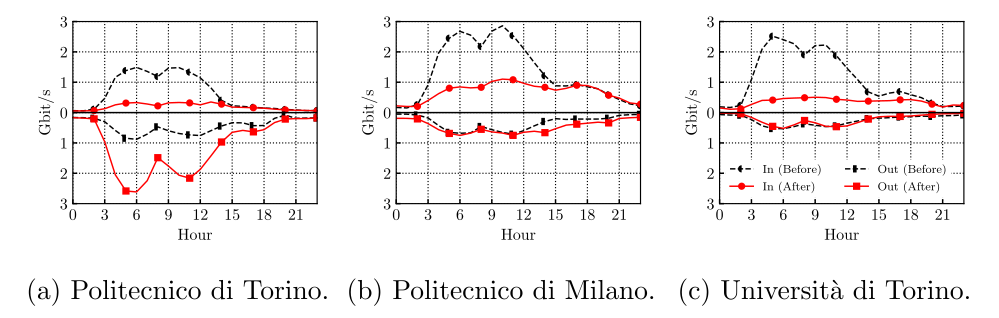 3
2
1
0
1
2
3
Gbit/s
0 3 6 9 12 15 18 21
Hour
3
2
1
0
1
2
3
0 3 6 9 12 15 18 21
Hour
3
2
1
0
1
2
3
Gbit/s
In (Before) Out (Before)
In (After) Out (After)
0 3 6 9 12 15 18 21
Hour
(a) Politecnico di Torino. (b) Politecnico di Milano. (c) Università di Torino.